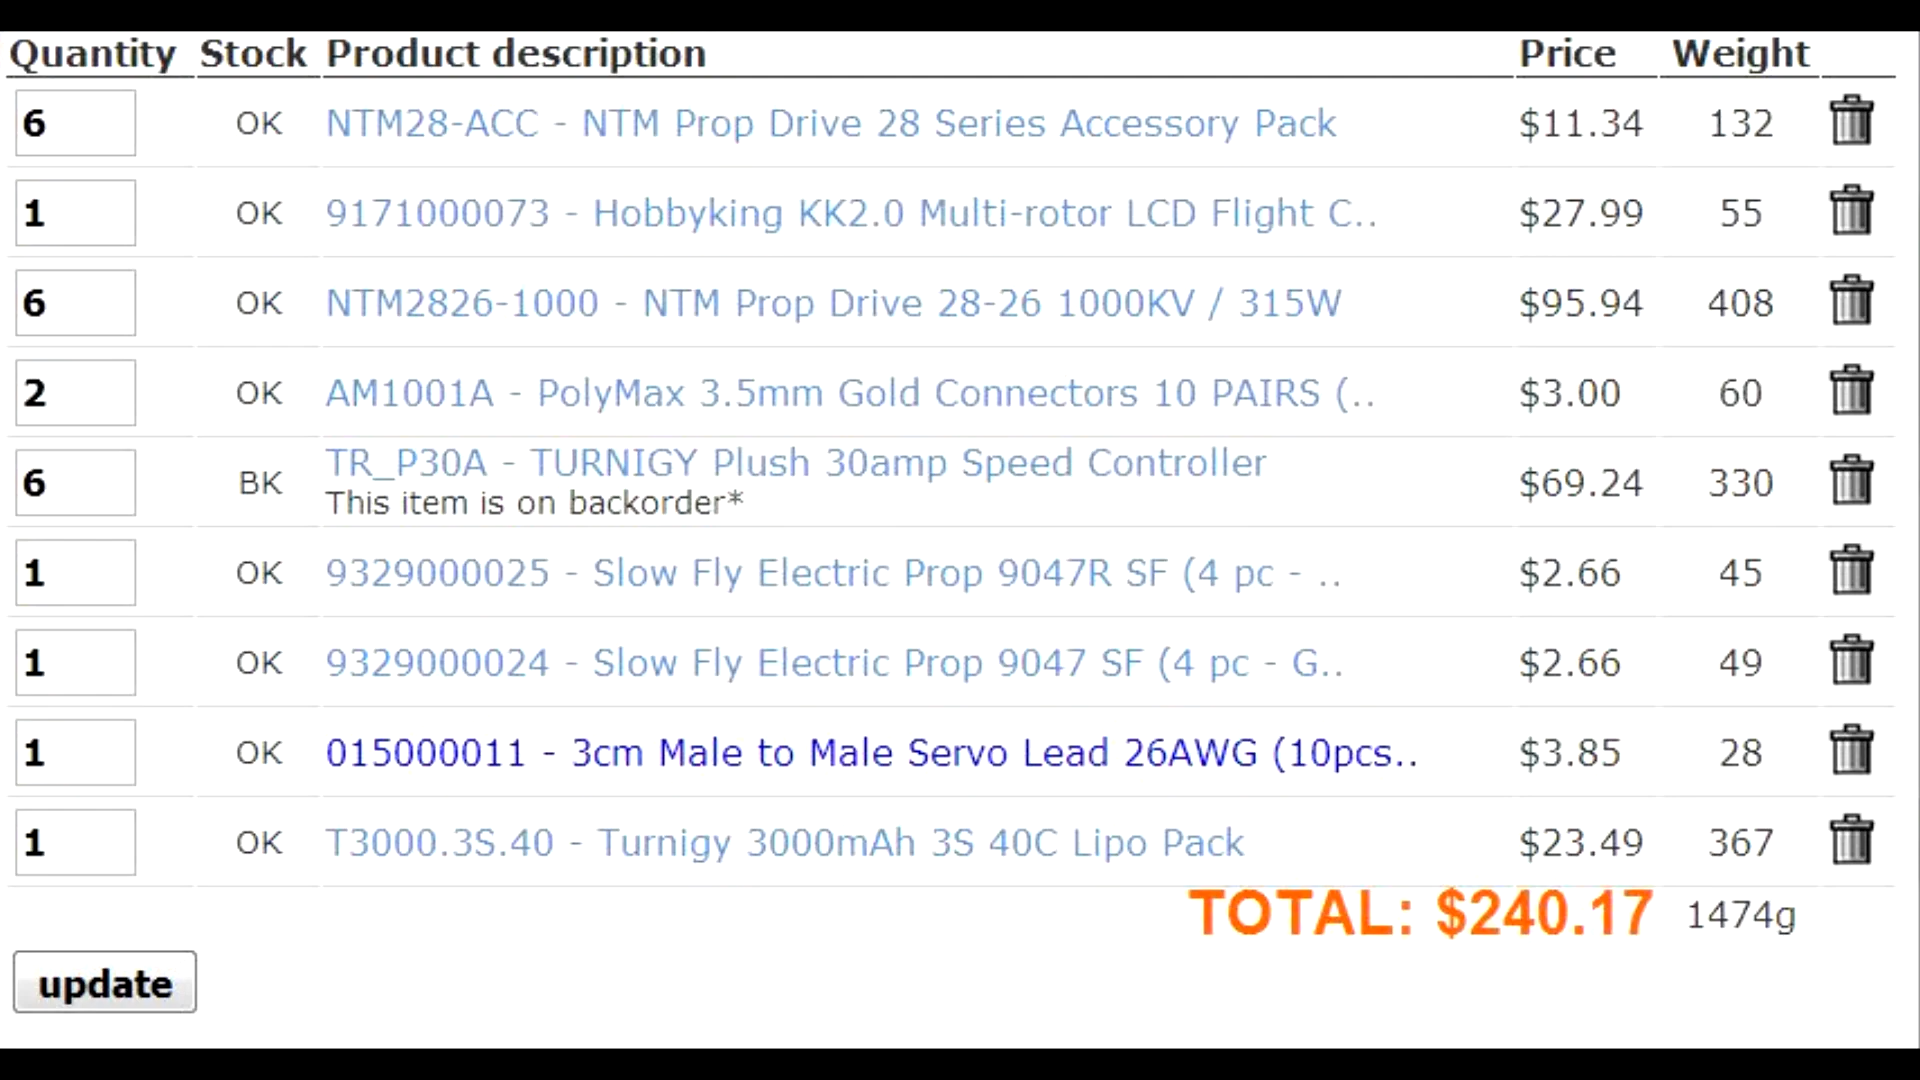 Quantity Stock Product description Price Weight
6 OK NTM28-ACC - NTM Prop Drive 28 Series Accessory Pack $11.34 132
1 OK 9171000073 - Hobbyking KK2.0 Multi-rotor LCD Flight C.. $27.99 55
6 OK NTM2826-1000 - NTM Prop Drive 28-26 1000KV / 315W $95.94 408
2 OK AM1001A - PolyMax 3.5mm Gold Connectors 10 PAIRS (.. $3.00 60
6 BK TR_P30A - TURNIGY Plush 30amp Speed Controller $69.24 330
This item is on backorder*
1 OK 9329000025 - Slow Fly Electric Prop 9047R SF (4 pc - .. $2.66 45
1 OK 9329000024 - Slow Fly Electric Prop 9047 SF (4 pc - G.. $2.66 49
1 OK 015000011 - 3cm Male to Male Servo Lead 26AWG (10pcs.. $3.85 28
1 OK T3000.3S.40 - Turnigy 3000mAh 3S 40C Lipo Pack $23.49 367
TOTAL: $240.17 1474g
update